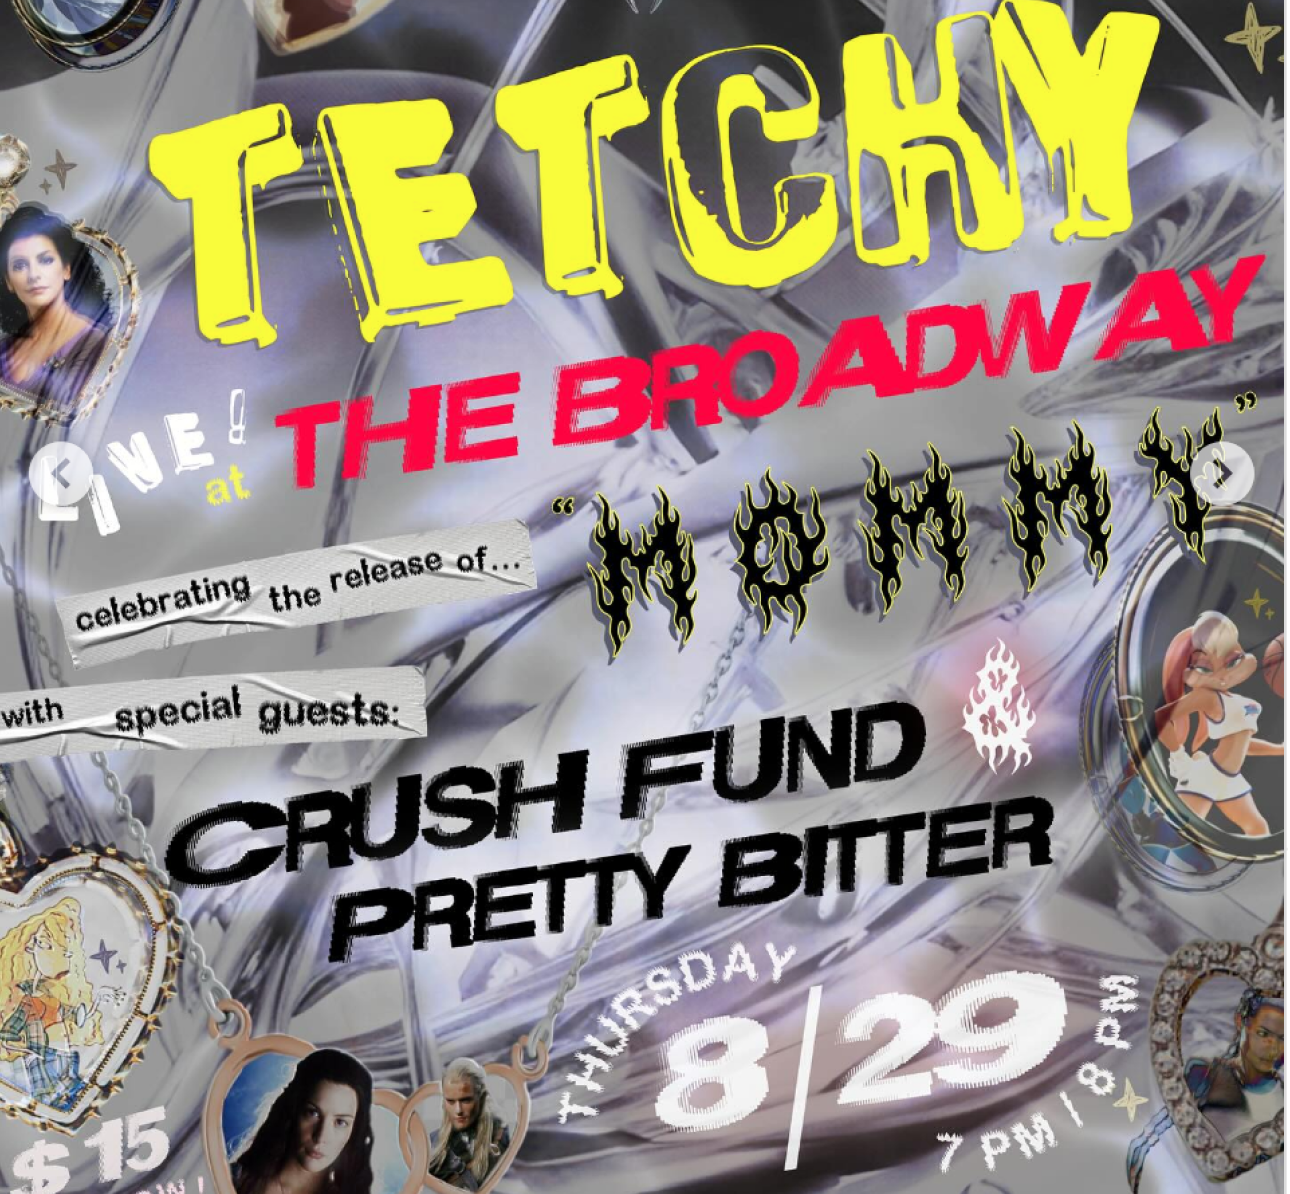 TETCHY
LIVE! at THE BROADWAY
celebrating the release of... "MOMMY"
with special guests:
CRUSH FUND &
PRETTY BITTER
THURSDAY
8/29
7 PM / 8 PM
$15